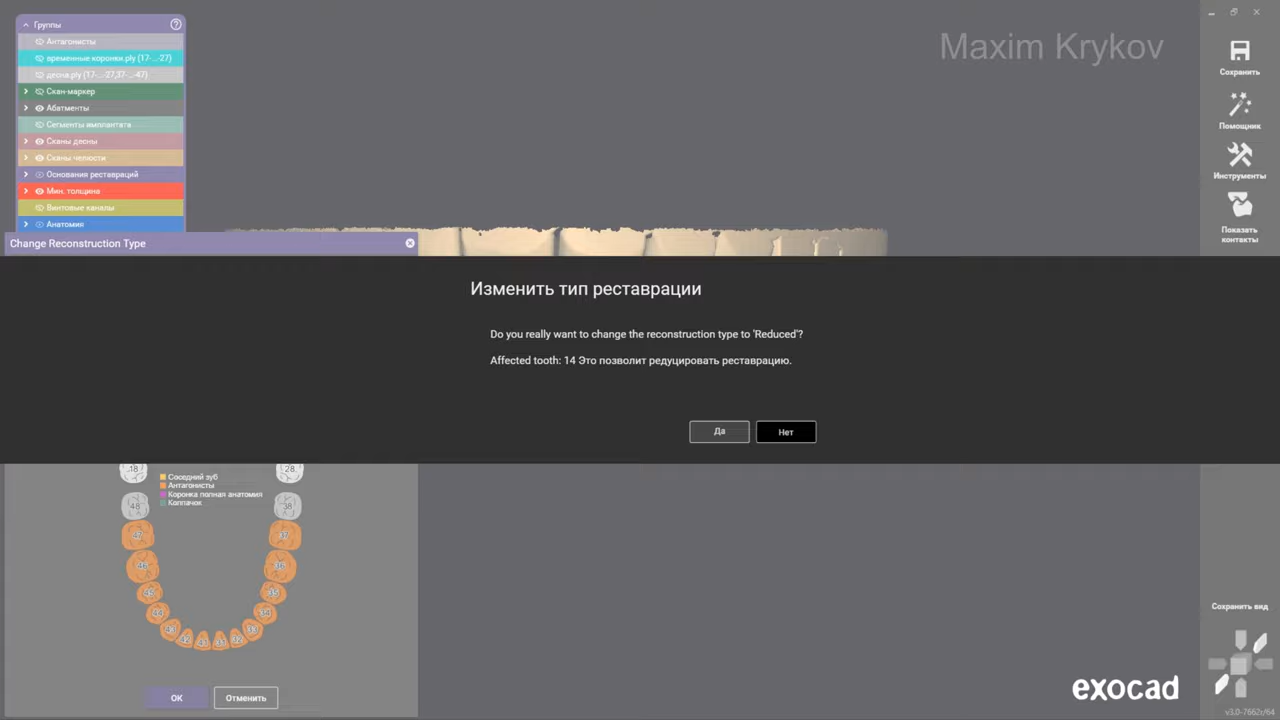 Группы
Антагонисты
временные коронки.ply (17-...-27)
десна.ply (17-...-27,37-...-47)
Скан-маркер
Абатменты
Сегменты имплантата
Сканы десны
Сканы челюсти
Основания реставраций
Мин. толщина
Винтовые каналы
Анатомия
Maxim Krykov
Сохранить
Помощник
Инструменты
Показать
контакты
Change Reconstruction Type
Изменить тип реставрации
Do you really want to change the reconstruction type to 'Reduced'?
Affected tooth: 14 Это позволит редуцировать реставрацию.
Да Нет
18 28
Соседний зуб
Антагонисты
Коронка полная анатомия
Колпачок
48 38
47 37
46 36
45 35
44 34
43 33
42 41 31 32
OK Отменить
Сохранить вид
exocad
v3.0-7662r/64